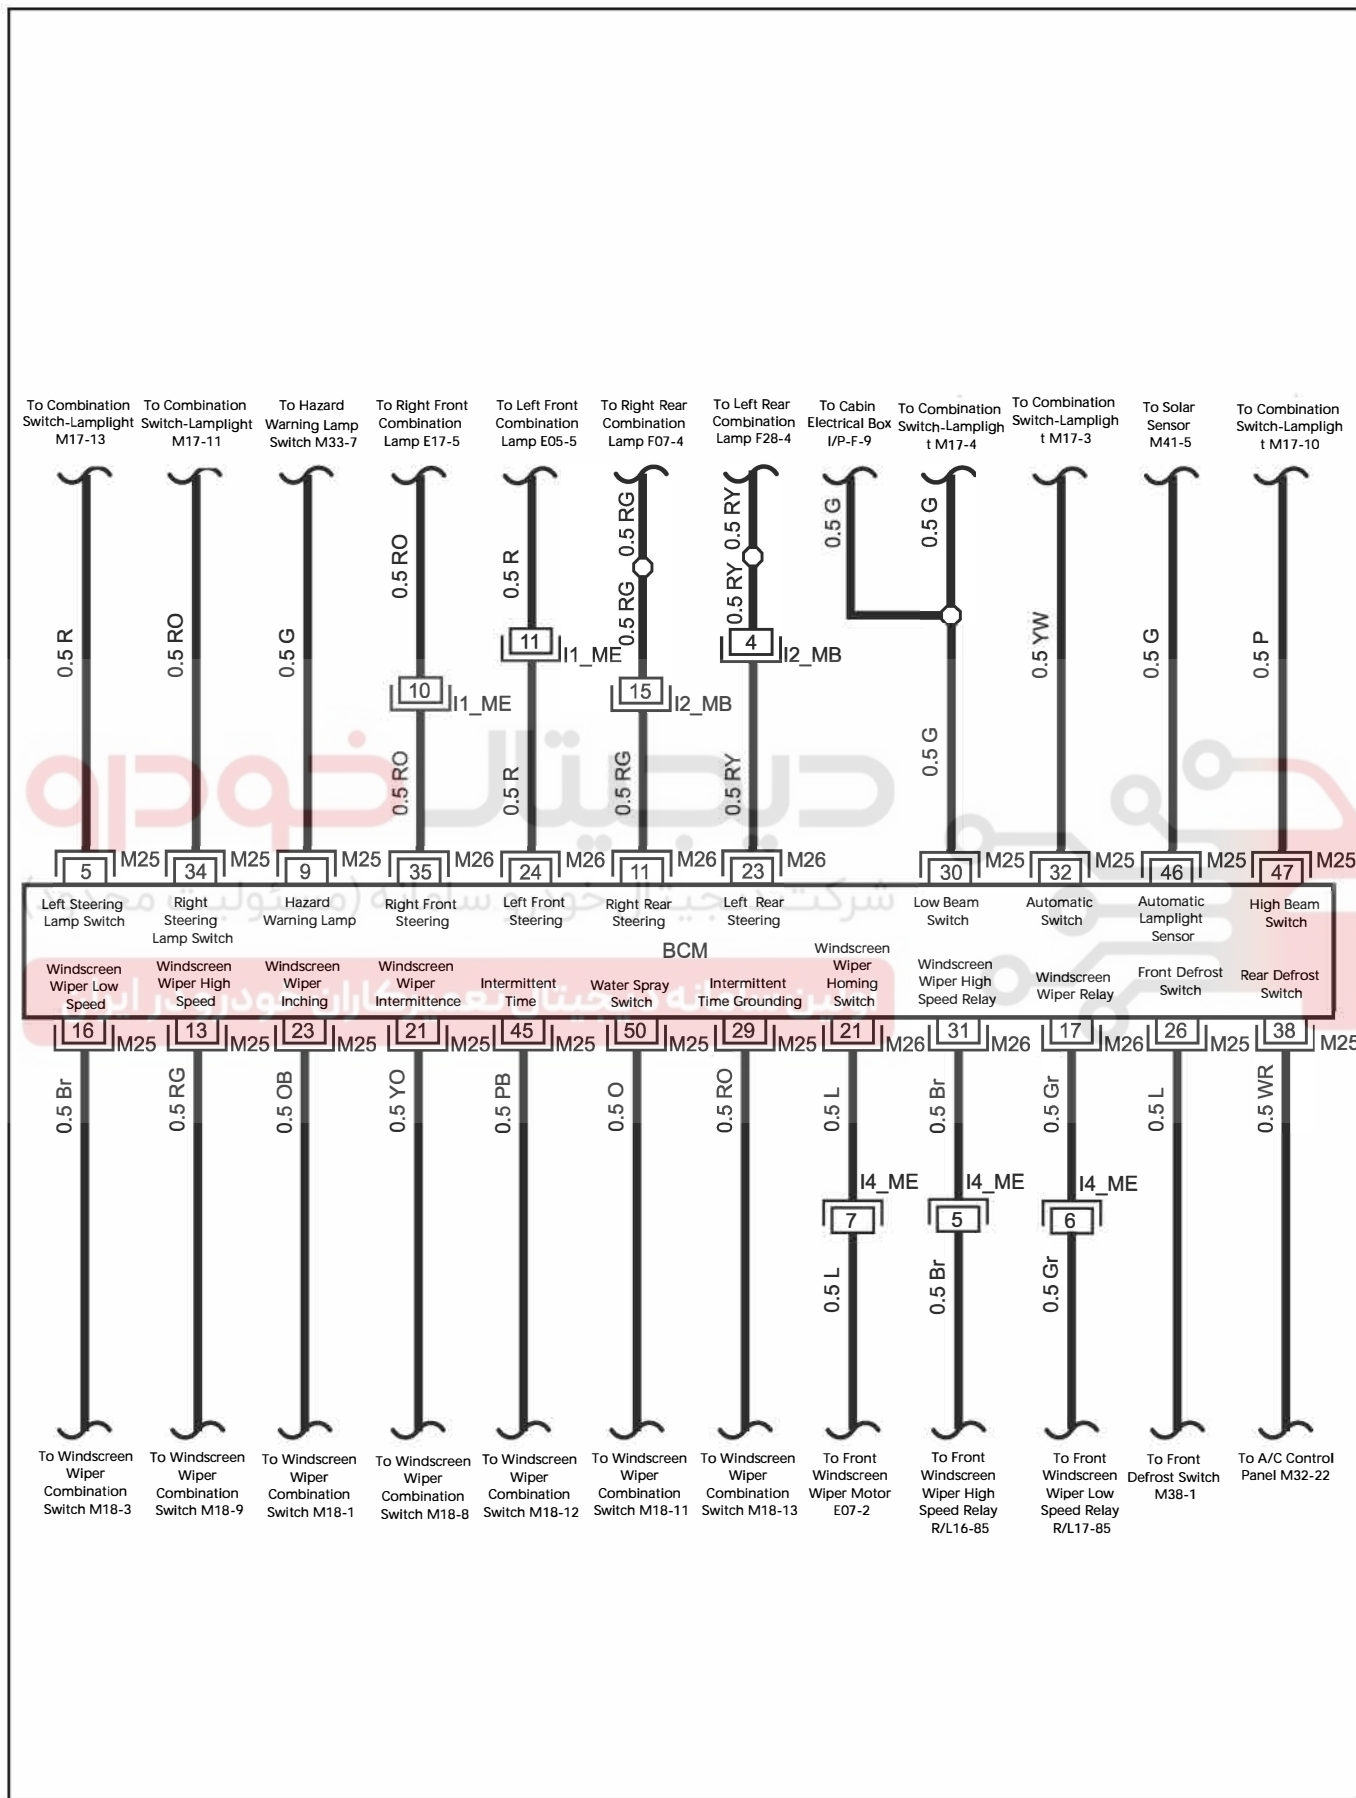 To Combination
Switch-Lamplight
M17-13
To Combination
Switch-Lamplight
M17-11
To Hazard
Warning Lamp
Switch M33-7
To Right Front
Combination
Lamp E17-5
To Left Front
Combination
Lamp E05-5
To Right Rear
Combination
Lamp F07-4
To Left Rear
Combination
Lamp F28-4
To Cabin
Electrical Box
I/P-F-9
To Combination
Switch-Lampligh
t M17-4
To Combination
Switch-Lampligh
t M17-3
To Solar
Sensor
M41-5
To Combination
Switch-Lampligh
t M17-10
0.5 R
0.5 RO
0.5 G
0.5 RO
0.5 R
0.5 RG
0.5 RY
0.5 G
0.5 G
0.5 RG
0.5 RY
0.5 YW
0.5 G
0.5 P
11
I1_ME
4
I2_MB
10
I1_ME
15
I2_MB
0.5 RO
0.5 R
0.5 RG
0.5 RY
0.5 G
دیجیتال خودرو
5
M25
34
M25
9
M25
35
M26
24
M26
11
M26
23
M26
30
M25
32
M25
46
M25
47
M25
شرکت دیجیتال خودرو سامانه (مسئولیت محدود)
Left Steering
Lamp Switch
Right
Steering
Lamp Switch
Hazard
Warning Lamp
Right Front
Steering
Left Front
Steering
Right Rear
Steering
Left Rear
Steering
Low Beam
Switch
Automatic
Switch
Automatic
Lamplight
Sensor
High Beam
Switch
BCM
Windscreen
Wiper Low
Speed
Windscreen
Wiper High
Speed
Windscreen
Wiper
Inching
Windscreen
Wiper
Intermittence
Intermittent
Time
Water Spray
Switch
Intermittent
Time Grounding
Windscreen
Wiper
Homing
Switch
Windscreen
Wiper High
Speed Relay
Windscreen
Wiper Relay
Front Defrost
Switch
Rear Defrost
Switch
اولین سامانه دیجیتال تعمیرکاران خودرو در ایران
16
M25
13
M25
23
M25
21
M25
45
M25
50
M25
29
M25
21
M26
31
M26
17
M26
26
M25
38
M25
0.5 Br
0.5 RG
0.5 OB
0.5 YO
0.5 PB
0.5 O
0.5 RO
0.5 L
0.5 Br
0.5 Gr
0.5 L
0.5 WR
I4_ME
7
I4_ME
5
I4_ME
6
0.5 L
0.5 Br
0.5 Gr
To Windscreen
Wiper
Combination
Switch M18-3
To Windscreen
Wiper
Combination
Switch M18-9
To Windscreen
Wiper
Combination
Switch M18-1
To Windscreen
Wiper
Combination
Switch M18-8
To Windscreen
Wiper
Combination
Switch M18-12
To Windscreen
Wiper
Combination
Switch M18-11
To Windscreen
Wiper
Combination
Switch M18-13
To Front
Windscreen
Wiper Motor
E07-2
To Front
Windscreen
Wiper High
Speed Relay
R/L16-85
To Front
Windscreen
Wiper Low
Speed Relay
R/L17-85
To Front
Defrost Switch
M38-1
To A/C Control
Panel M32-22